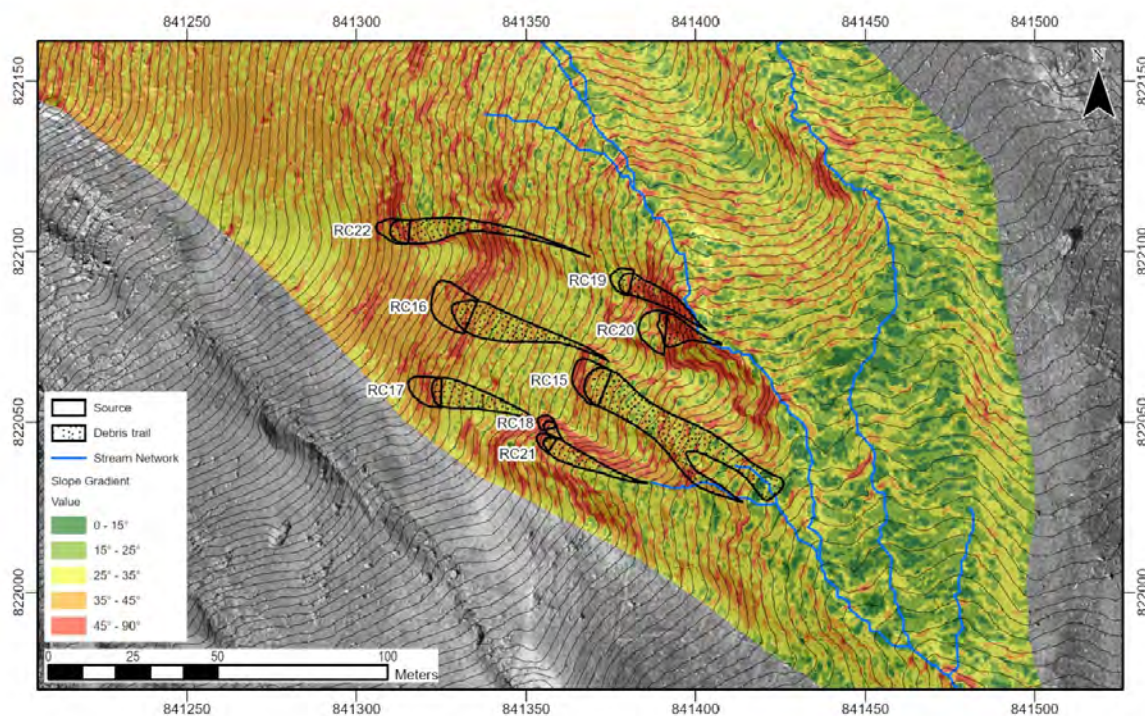 841250 841300 841350 841400 841450 841500
822150 822150
N
822100 822100
822050 822050
822000 822000
RC22
RC19
RC16
RC20
RC15
RC17
RC18
RC21
Source
Debris trail
Stream Network
Slope Gradient
Value
0 - 15°
15° - 25°
25° - 35°
35° - 45°
45° - 90°
0 25 50 100
Meters
841250 841300 841350 841400 841450 841500